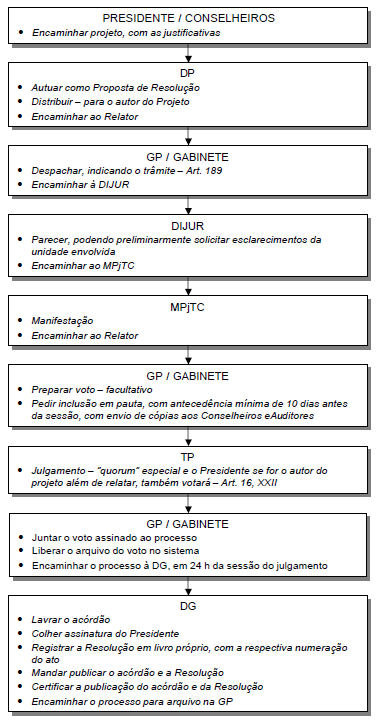 PRESIDENTE / CONSELHEIROS
• Encaminhar projeto, com as justificativas
DP
• Autuar como Proposta de Resolução
• Distribuir – para o autor do Projeto
• Encaminhar ao Relator
GP / GABINETE
• Despachar, indicando o trâmite – Art. 189
• Encaminhar à DIJUR
DIJUR
• Parecer, podendo preliminarmente solicitar esclarecimentos da
unidade envolvida
• Encaminhar ao MPjTC
MPjTC
• Manifestação
• Encaminhar ao Relator
GP / GABINETE
• Preparar voto – facultativo
• Pedir inclusão em pauta, com antecedência mínima de 10 dias antes
da sessão, com envio de cópias aos Conselheiros eAuditores
TP
• Julgamento – "quorum" especial e o Presidente se for o autor do
projeto além de relatar, também votará – Art. 16, XXII
GP / GABINETE
• Juntar o voto assinado ao processo
• Liberar o arquivo do voto no sistema
• Encaminhar o processo à DG, em 24 h da sessão do julgamento
DG
• Lavrar o acórdão
• Colher assinatura do Presidente
• Registrar a Resolução em livro próprio, com a respectiva numeração
do ato
• Mandar publicar o acórdão e a Resolução
• Certificar a publicação do acórdão e da Resolução
• Encaminhar o processo para arquivo na GP